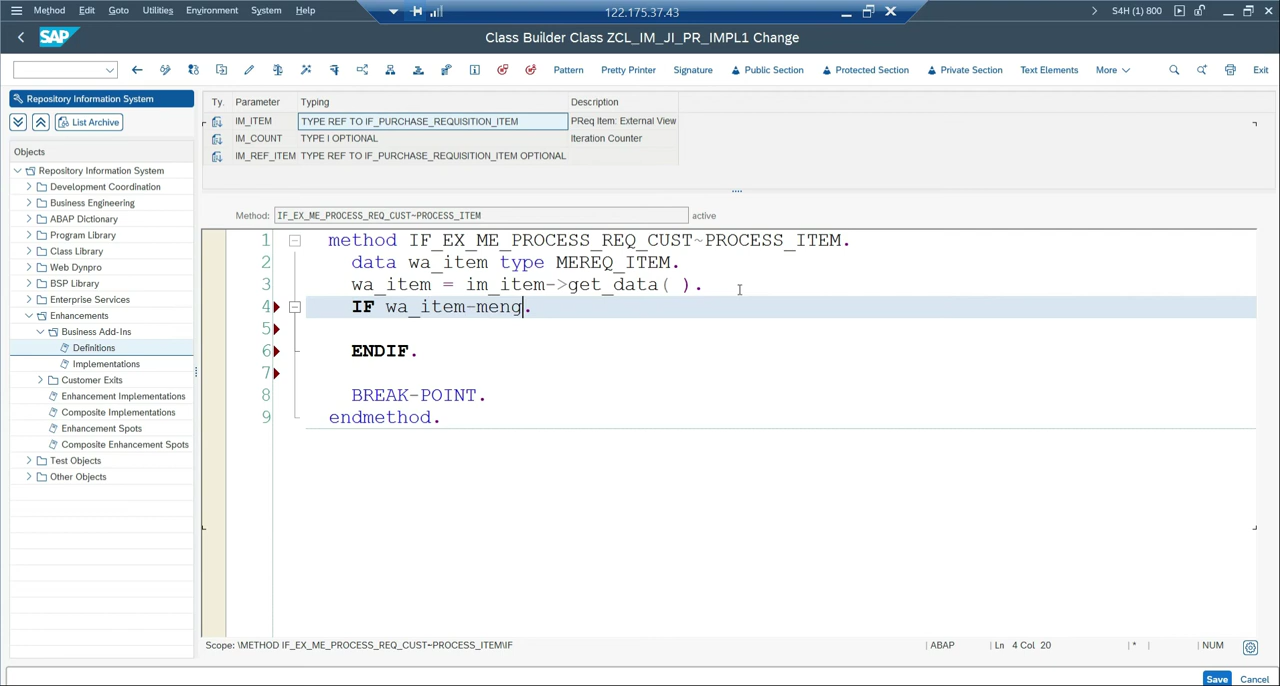 Method Edit Goto Utilities Environment System Help
122.175.37.43
S4H (1) 800
SAP
Class Builder Class ZCL_IM_JI_PR_IMPL1 Change
Pattern Pretty Printer Signature Public Section Protected Section Private Section Text Elements More Exit
Repository Information System
List Archive
Objects
Repository Information System
Development Coordination
Business Engineering
ABAP Dictionary
Program Library
Class Library
Web Dynpro
BSP Library
Enterprise Services
Enhancements
Business Add-Ins
Definitions
Implementations
Customer Exits
Enhancement Implementations
Composite Implementations
Enhancement Spots
Composite Enhancement Spots
Test Objects
Other Objects
Ty. Parameter Typing Description
IM_ITEM TYPE REF TO IF_PURCHASE_REQUISITION_ITEM PReq Item: External View
IM_COUNT TYPE I OPTIONAL Iteration Counter
IM_REF_ITEM TYPE REF TO IF_PURCHASE_REQUISITION_ITEM OPTIONAL
Method: IF_EX_ME_PROCESS_REQ_CUST~PROCESS_ITEM active
1 method IF_EX_ME_PROCESS_REQ_CUST~PROCESS_ITEM.
2 data wa_item type MEREQ_ITEM.
3 wa_item = im_item->get_data( ).
4 IF wa_item-meng.
5
6 ENDIF.
7
8 BREAK-POINT.
9 endmethod.
Scope: \METHOD IF_EX_ME_PROCESS_REQ_CUST~PROCESS_ITEM\IF ABAP Ln 4 Col 20 * NUM
Save Cancel